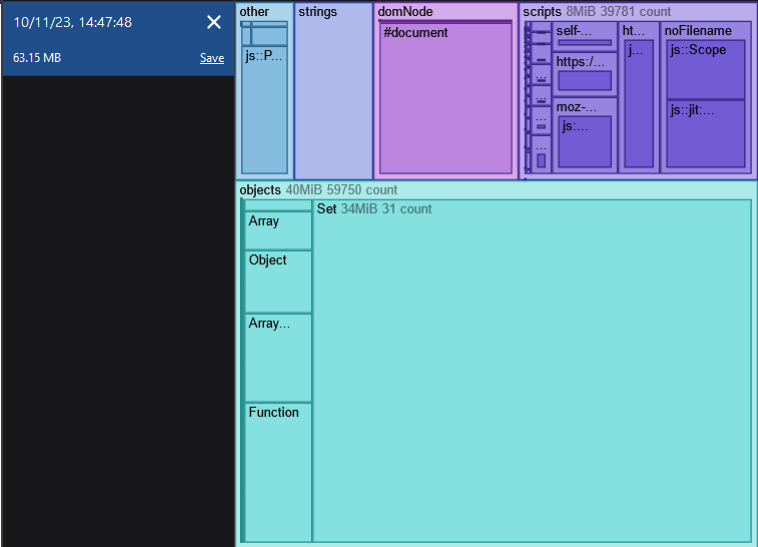 10/11/23, 14:47:48
63.15 MB
Save
other
js::P...
strings
domNode
#document
scripts 8MiB 39781 count
...
...
...
...
...
self-...
https:/...
moz-...
js:...
ht...
j...
noFilename
js::Scope
js::jit:...
objects 40MiB 59750 count
Array
Object
Array...
Function
Set 34MiB 31 count